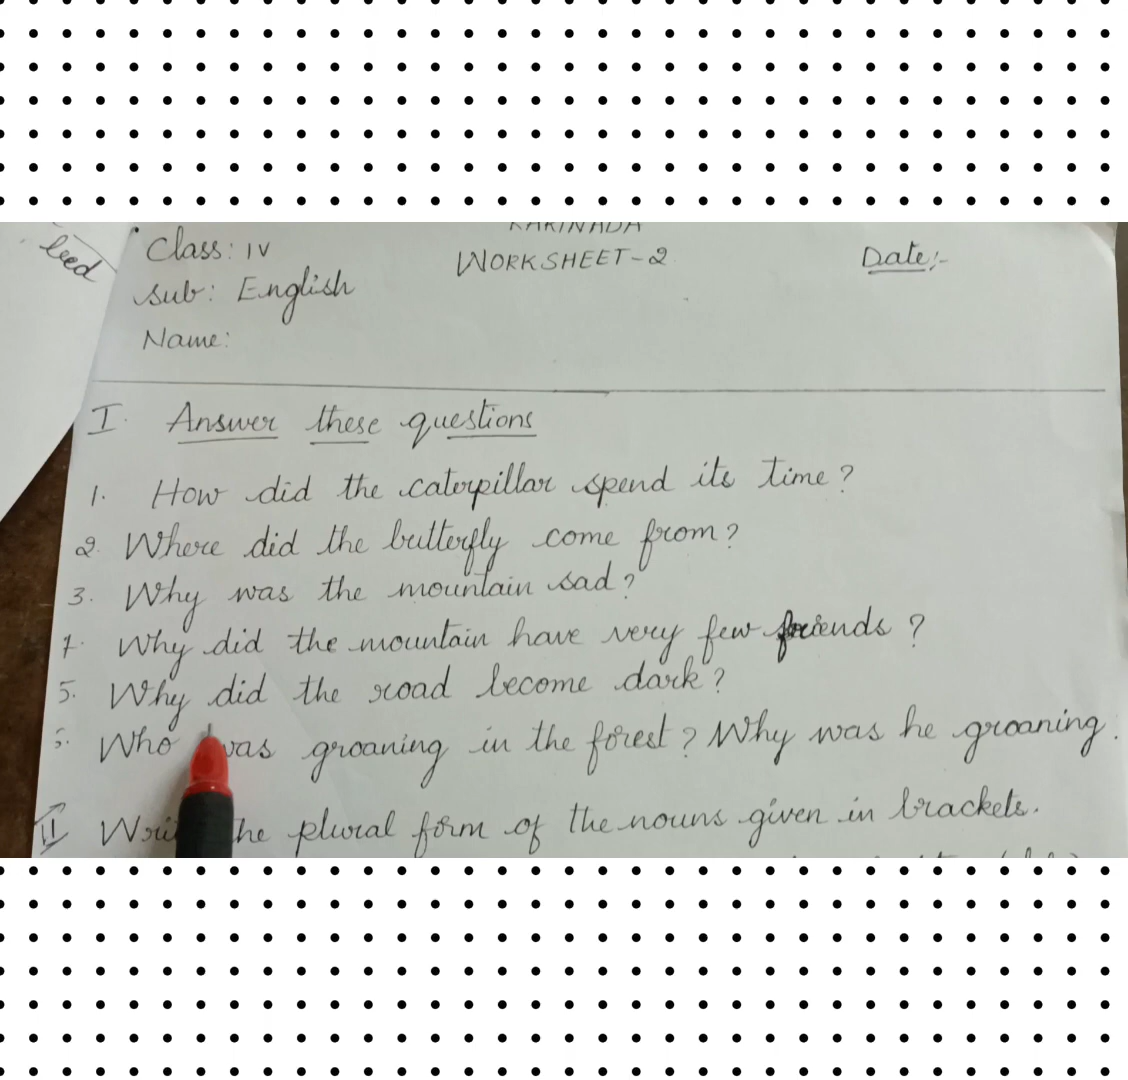 leed
Class: IV
WORKSHEET-2
Date:-
Sub: English
Name:
I. Answer these questions
1. How did the caterpillar spend its time?
2. Where did the butterfly come from?
3. Why was the mountain sad?
Why did the mountain have very few friends?
5. Why did the road become dark?
Who was groaning in the forest? Why was he groaning.
II Write the plural form of the nouns given in brackets.